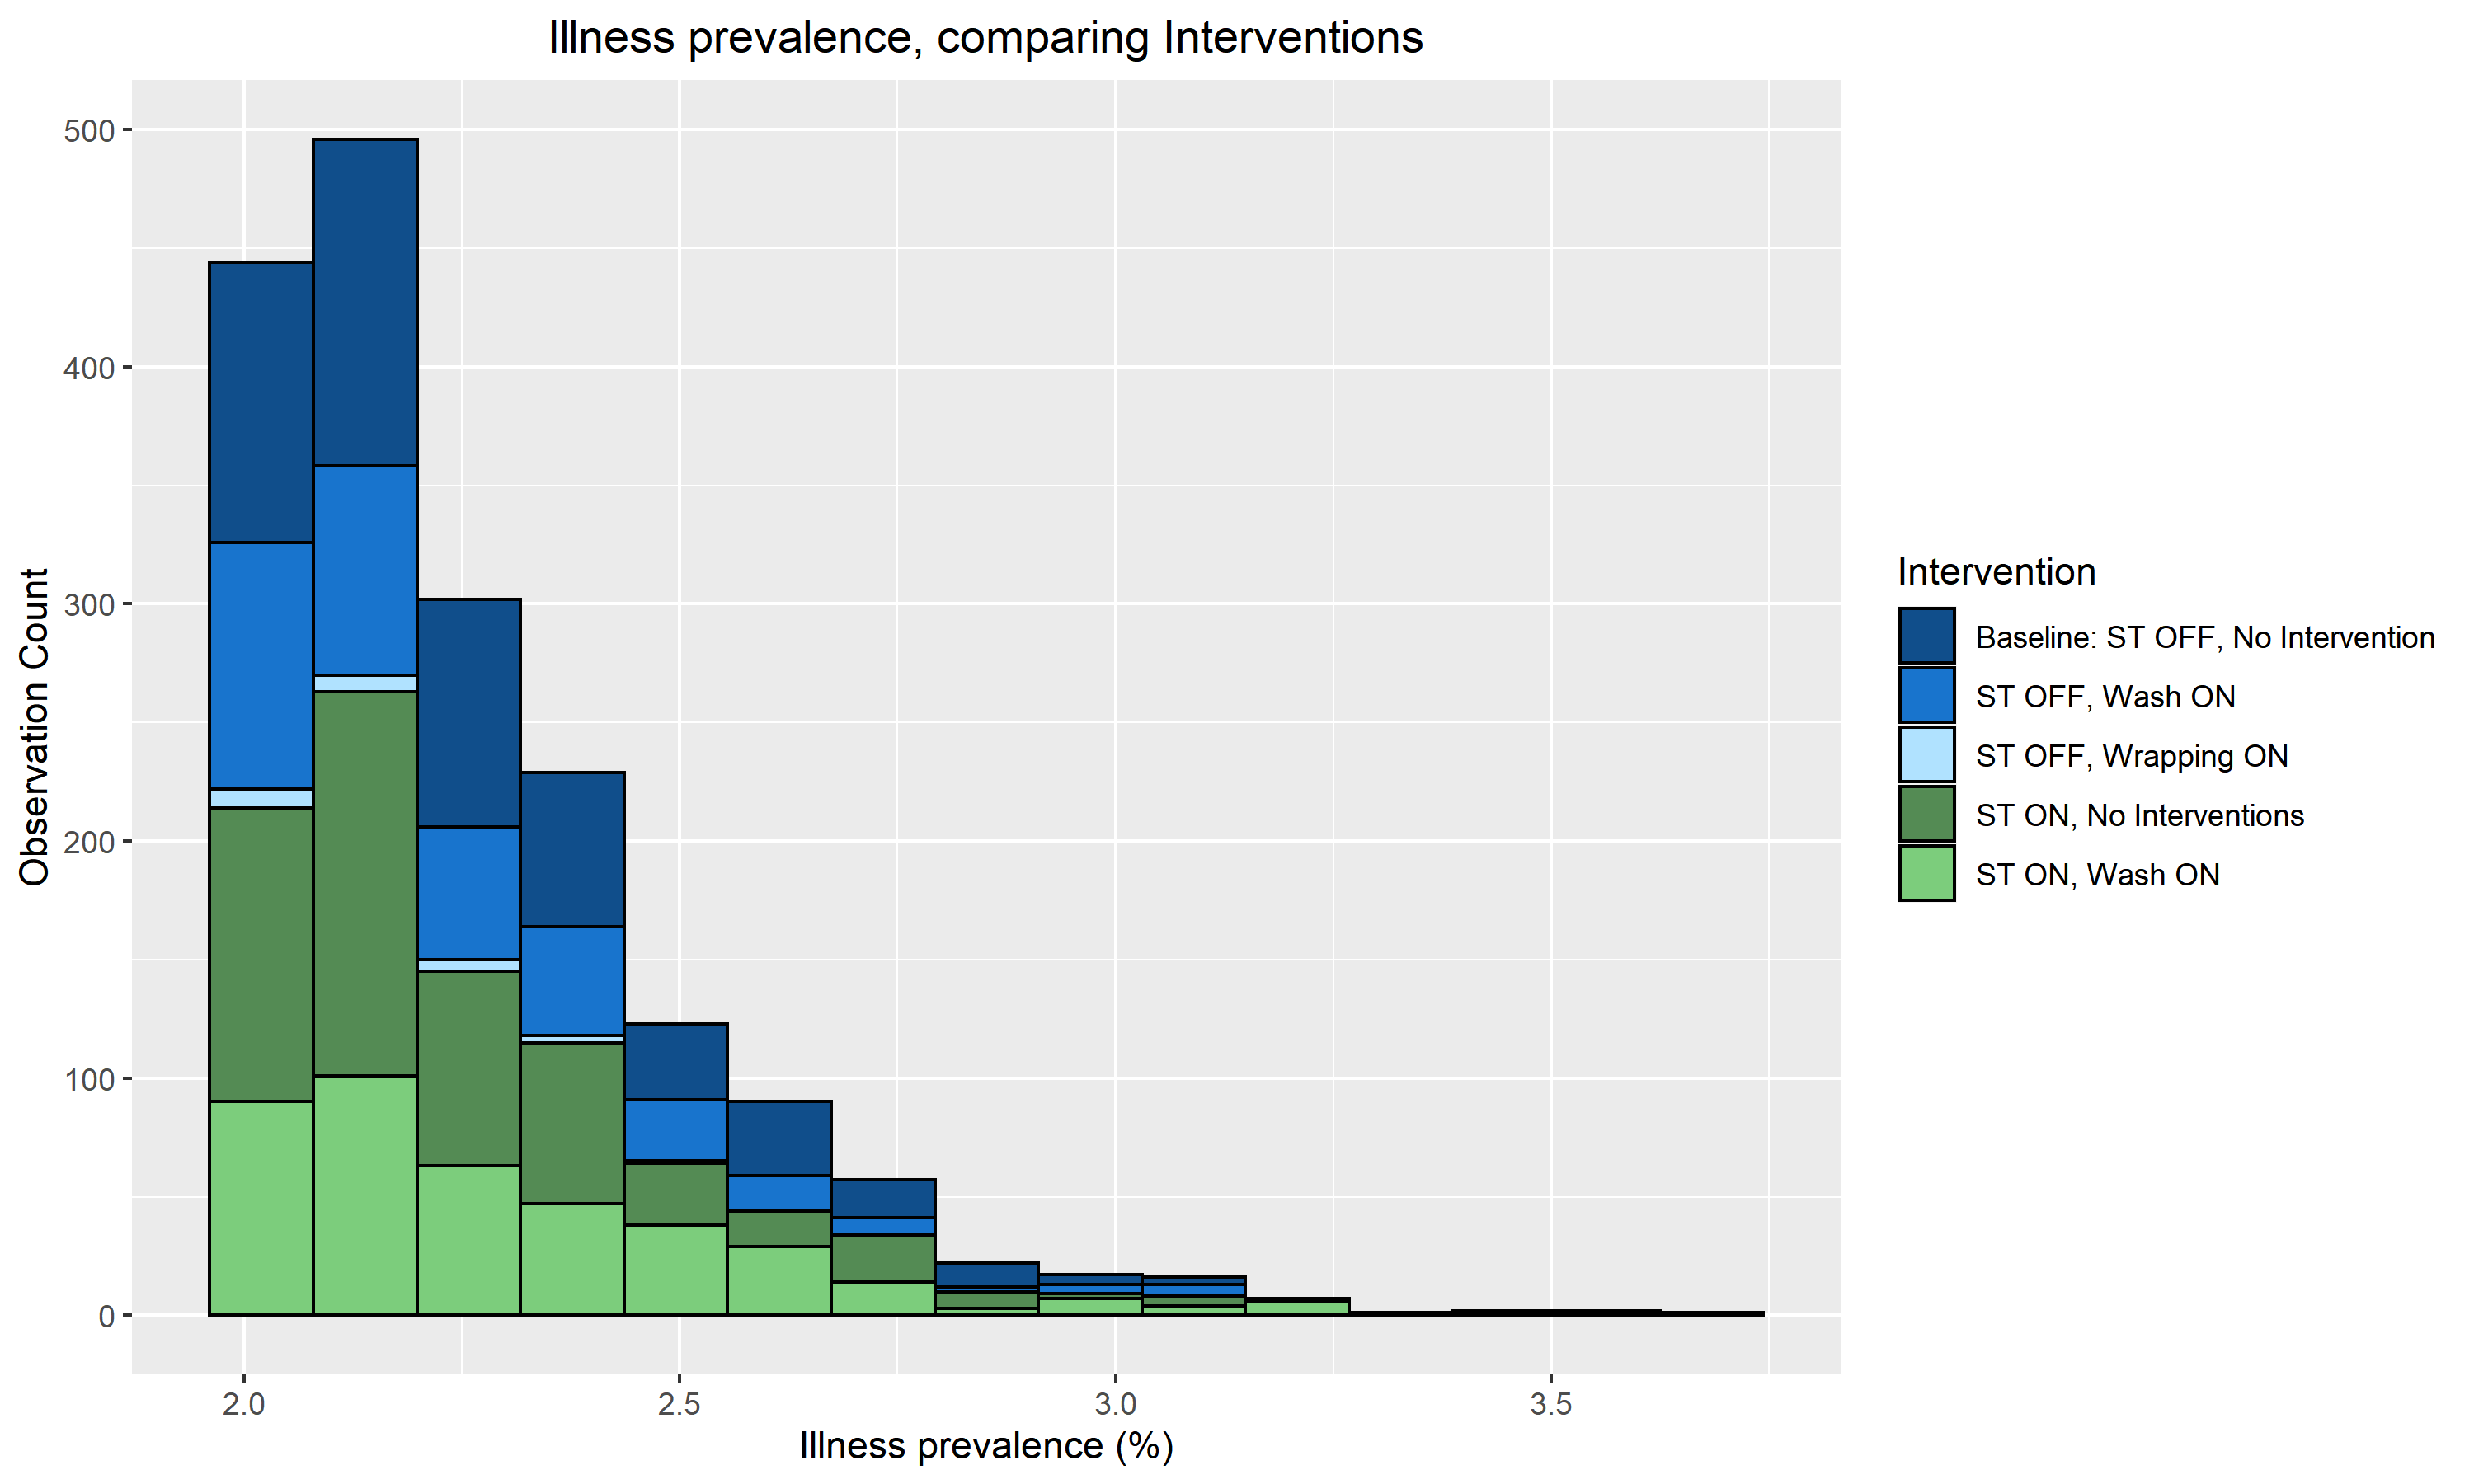 Illness prevalence, comparing Interventions
Observation Count
500
400
300
200
100
0
2.0
2.5
3.0
3.5
Illness prevalence (%)
Intervention
Baseline: ST OFF, No Intervention
ST OFF, Wash ON
ST OFF, Wrapping ON
ST ON, No Interventions
ST ON, Wash ON